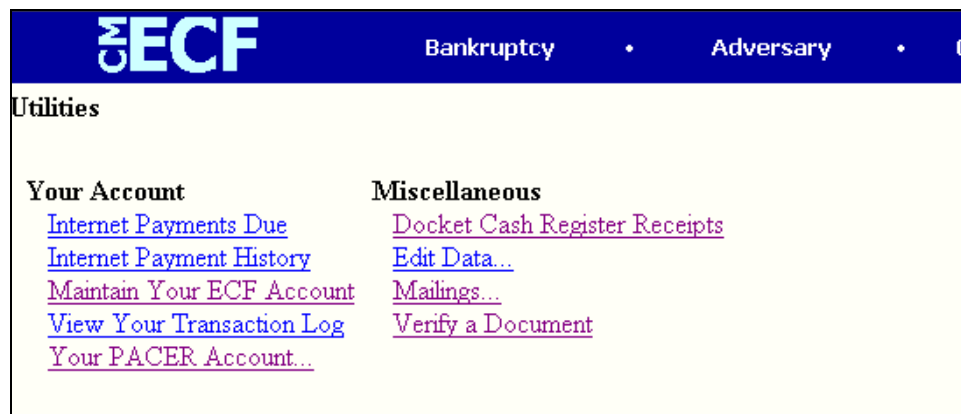 CM ECF Bankruptcy • Adversary •
Utilities
Your Account
Internet Payments Due
Internet Payment History
Maintain Your ECF Account
View Your Transaction Log
Your PACER Account...
Miscellaneous
Docket Cash Register Receipts
Edit Data...
Mailings...
Verify a Document